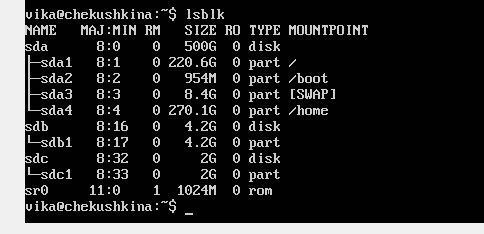 vika@chekushkina:~$ lsblk
NAME   MAJ:MIN RM   SIZE RO TYPE MOUNTPOINT
sda      8:0    0   500G  0 disk
├─sda1   8:1    0 220.6G  0 part /
├─sda2   8:2    0   954M  0 part /boot
├─sda3   8:3    0   8.4G  0 part [SWAP]
└─sda4   8:4    0 270.1G  0 part /home
sdb      8:16   0   4.2G  0 disk
└─sdb1   8:17   0   4.2G  0 part
sdc      8:32   0     2G  0 disk
└─sdc1   8:33   0     2G  0 part
sr0     11:0    1  1024M  0 rom
vika@chekushkina:~$ _